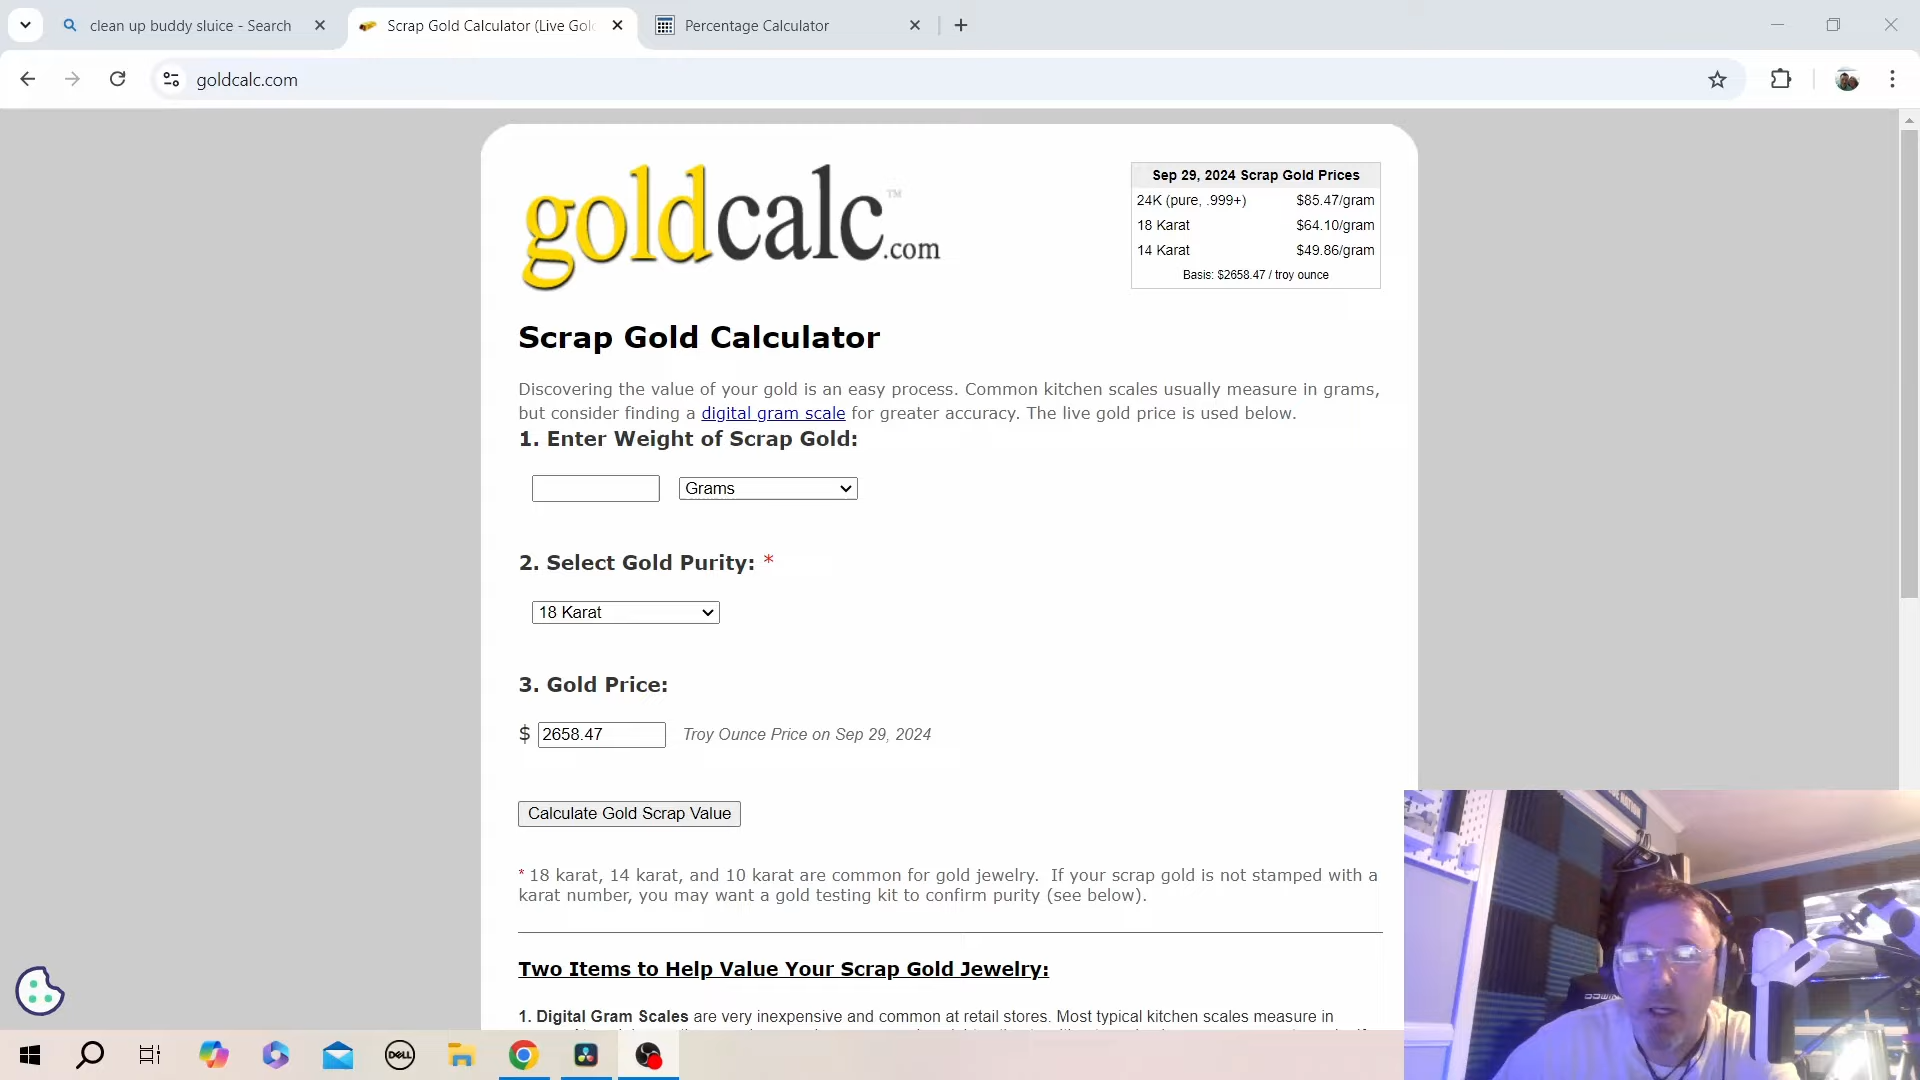 clean up buddy sluice - Search
Scrap Gold Calculator (Live Gol
Percentage Calculator
goldcalc.com
goldcalc.com™
Sep 29, 2024 Scrap Gold Prices
24K (pure, .999+) $85.47/gram
18 Karat $64.10/gram
14 Karat $49.86/gram
Basis: $2658.47 / troy ounce
Scrap Gold Calculator
Discovering the value of your gold is an easy process. Common kitchen scales usually measure in grams,
but consider finding a digital gram scale for greater accuracy. The live gold price is used below.
1. Enter Weight of Scrap Gold:
Grams
2. Select Gold Purity: *
18 Karat
3. Gold Price:
$ 2658.47 Troy Ounce Price on Sep 29, 2024
Calculate Gold Scrap Value
* 18 karat, 14 karat, and 10 karat are common for gold jewelry. If your scrap gold is not stamped with a
karat number, you may want a gold testing kit to confirm purity (see below).
Two Items to Help Value Your Scrap Gold Jewelry:
1. Digital Gram Scales are very inexpensive and common at retail stores. Most typical kitchen scales measure in
DELL